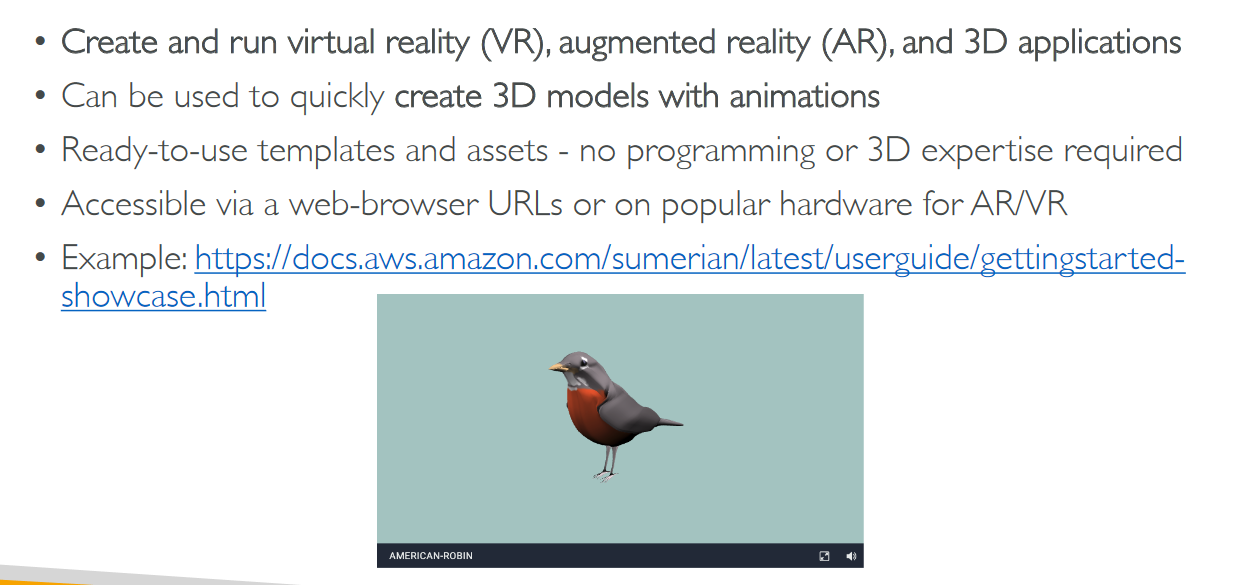 • Create and run virtual reality (VR), augmented reality (AR), and 3D applications
• Can be used to quickly create 3D models with animations
• Ready-to-use templates and assets - no programming or 3D expertise required
• Accessible via a web-browser URLs or on popular hardware for AR/VR
• Example: https://docs.aws.amazon.com/sumerian/latest/userguide/gettingstarted-
showcase.html
AMERICAN-ROBIN